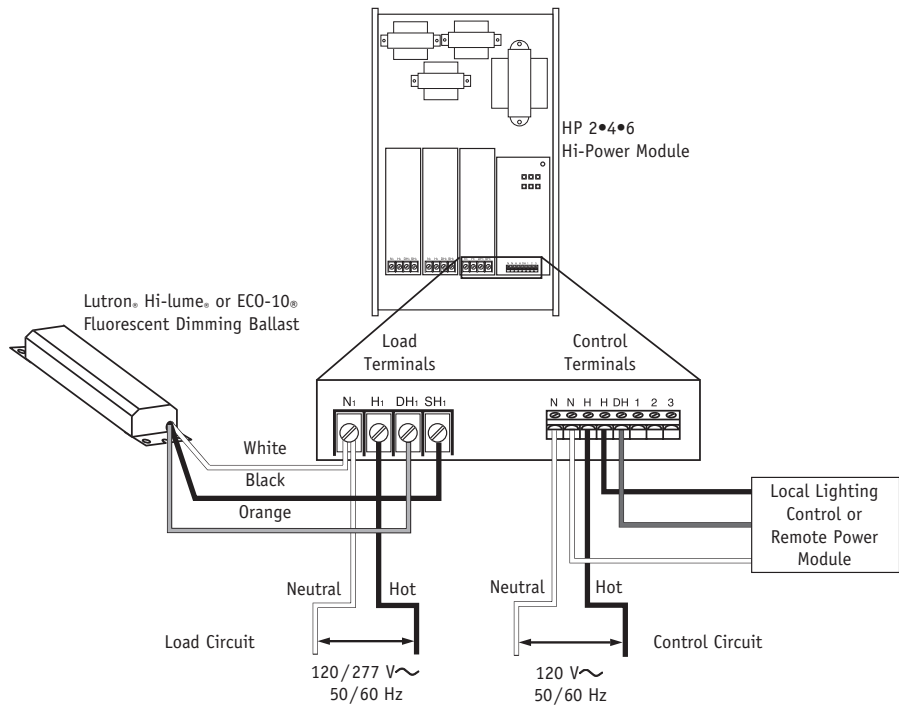 HP 2•4•6
Hi-Power Module
Lutron® Hi-lume® or ECO-10®
Fluorescent Dimming Ballast
Load
Terminals
Control
Terminals
N1 H1 DH1 SH1
N N H H DH 1 2 3
White
Black
Orange
Local Lighting
Control or
Remote Power
Module
Neutral
Hot
Neutral
Hot
Load Circuit
Control Circuit
120/277 V~
50/60 Hz
120 V~
50/60 Hz